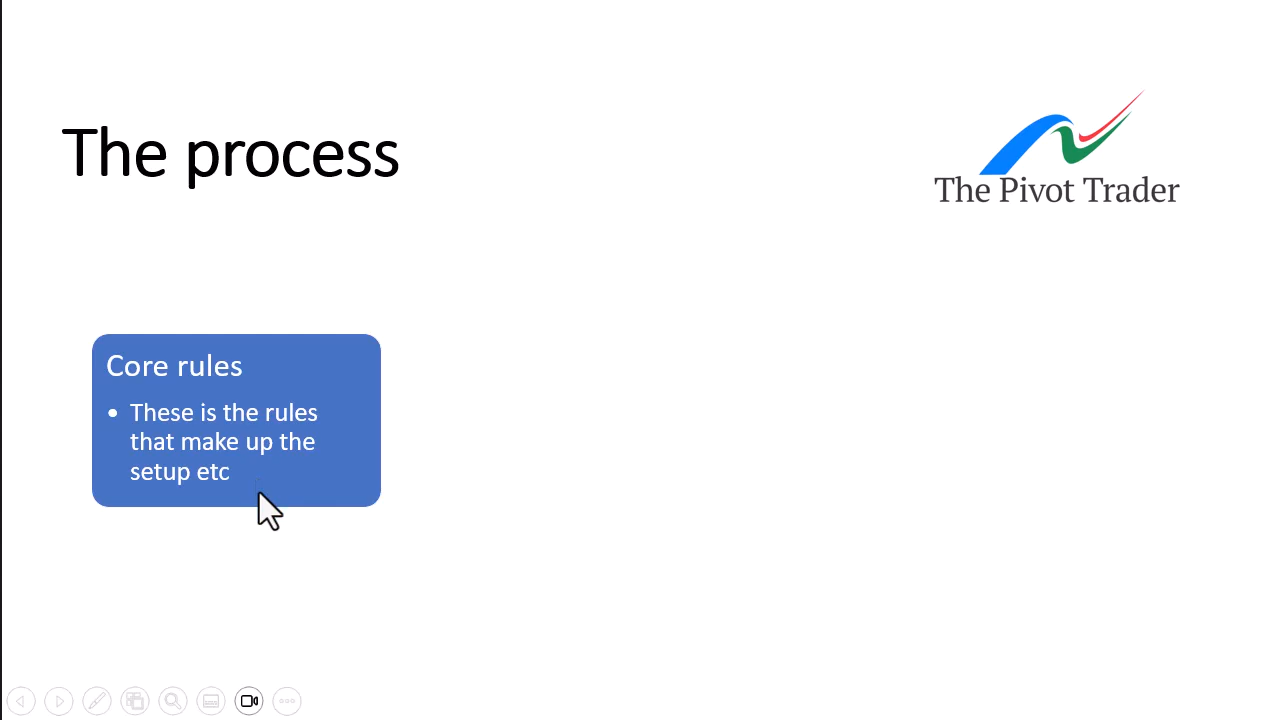 The process
The Pivot Trader
Core rules
• These is the rules
that make up the
setup etc